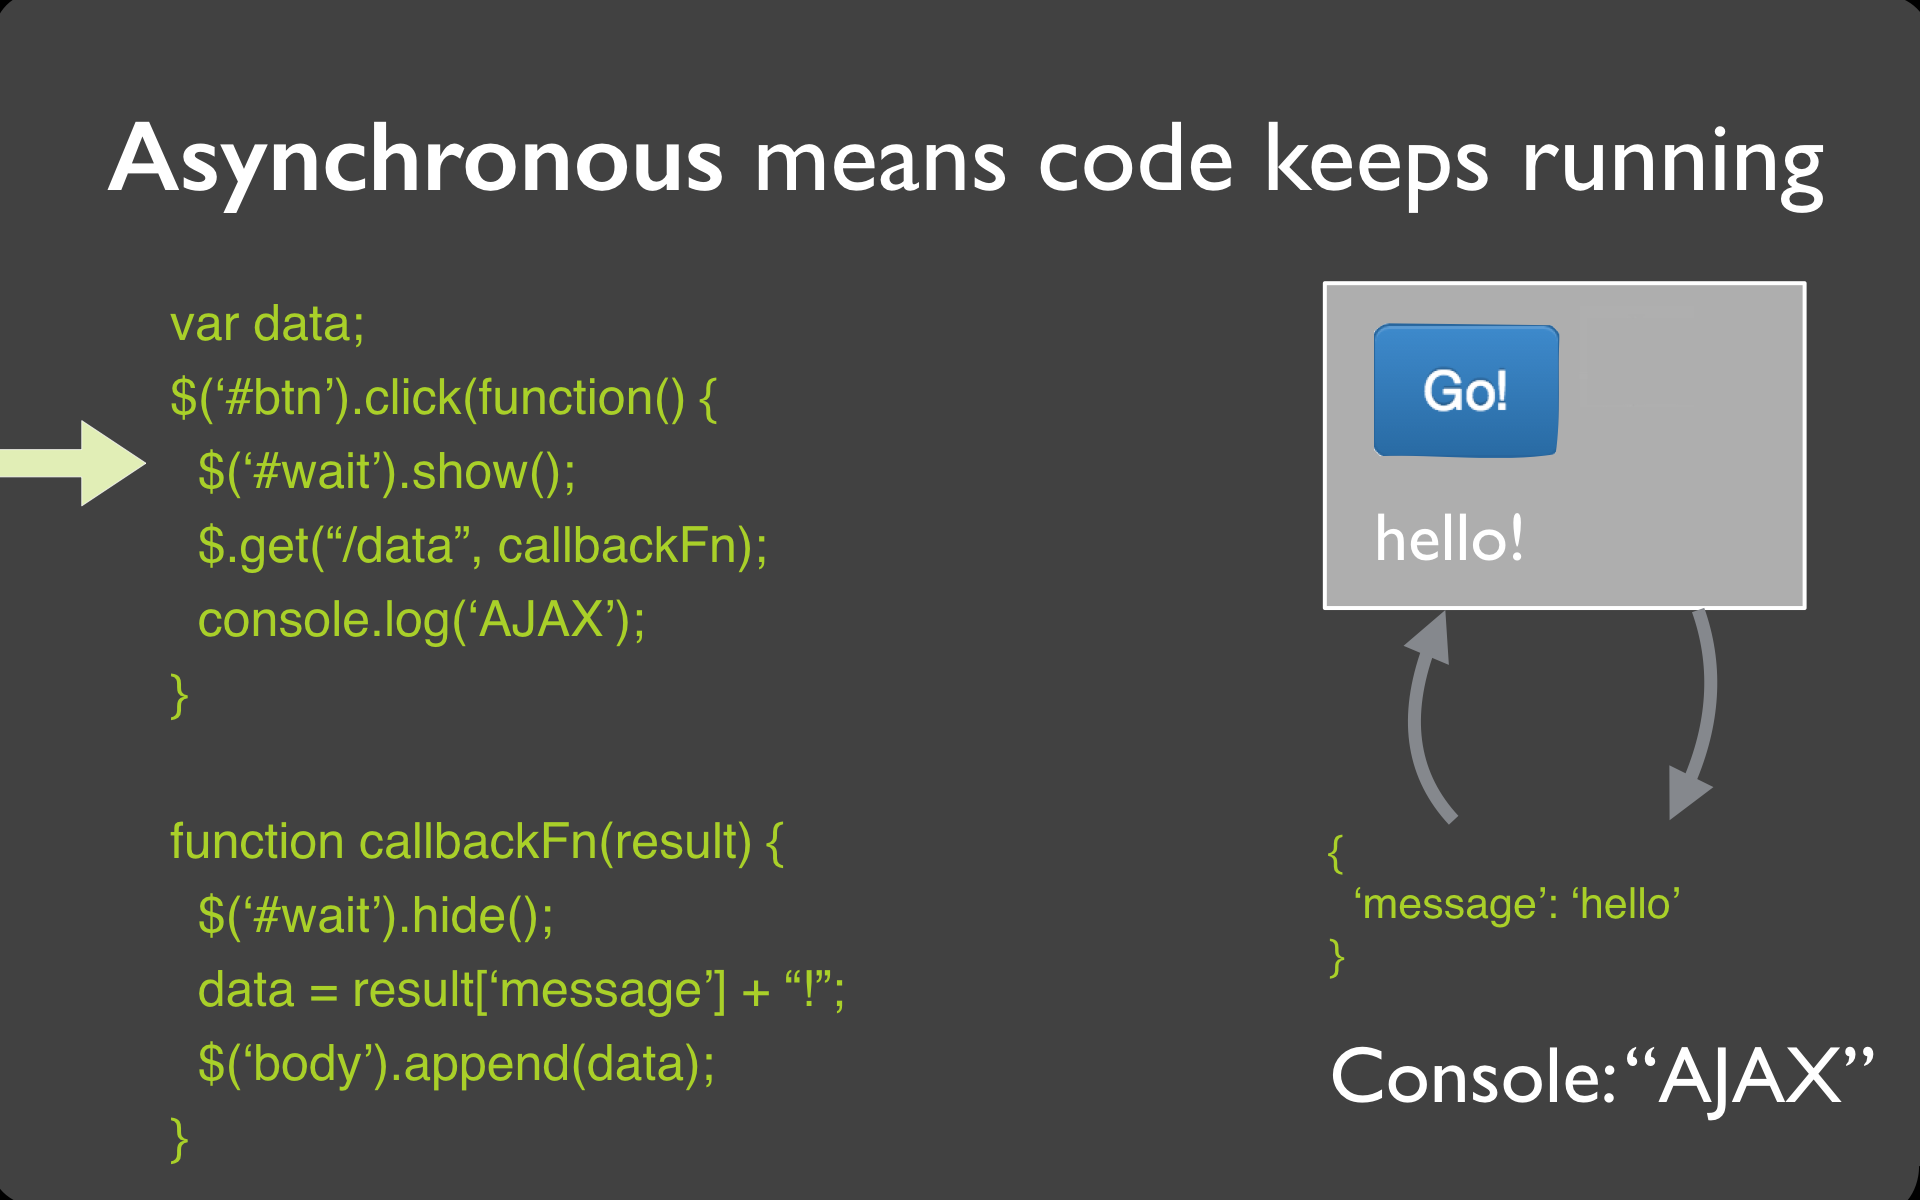 Asynchronous means code keeps running
var data;
$(‘#btn’).click(function() {
$(‘#wait’).show();
$.get(“/data”, callbackFn);
console.log(‘AJAX’);
}
function callbackFn(result) {
$(‘#wait’).hide();
data = result[‘message’] + “!”;
$(‘body’).append(data);
}
Go!
hello!
{
‘message’: ‘hello’
}
Console: “AJAX”